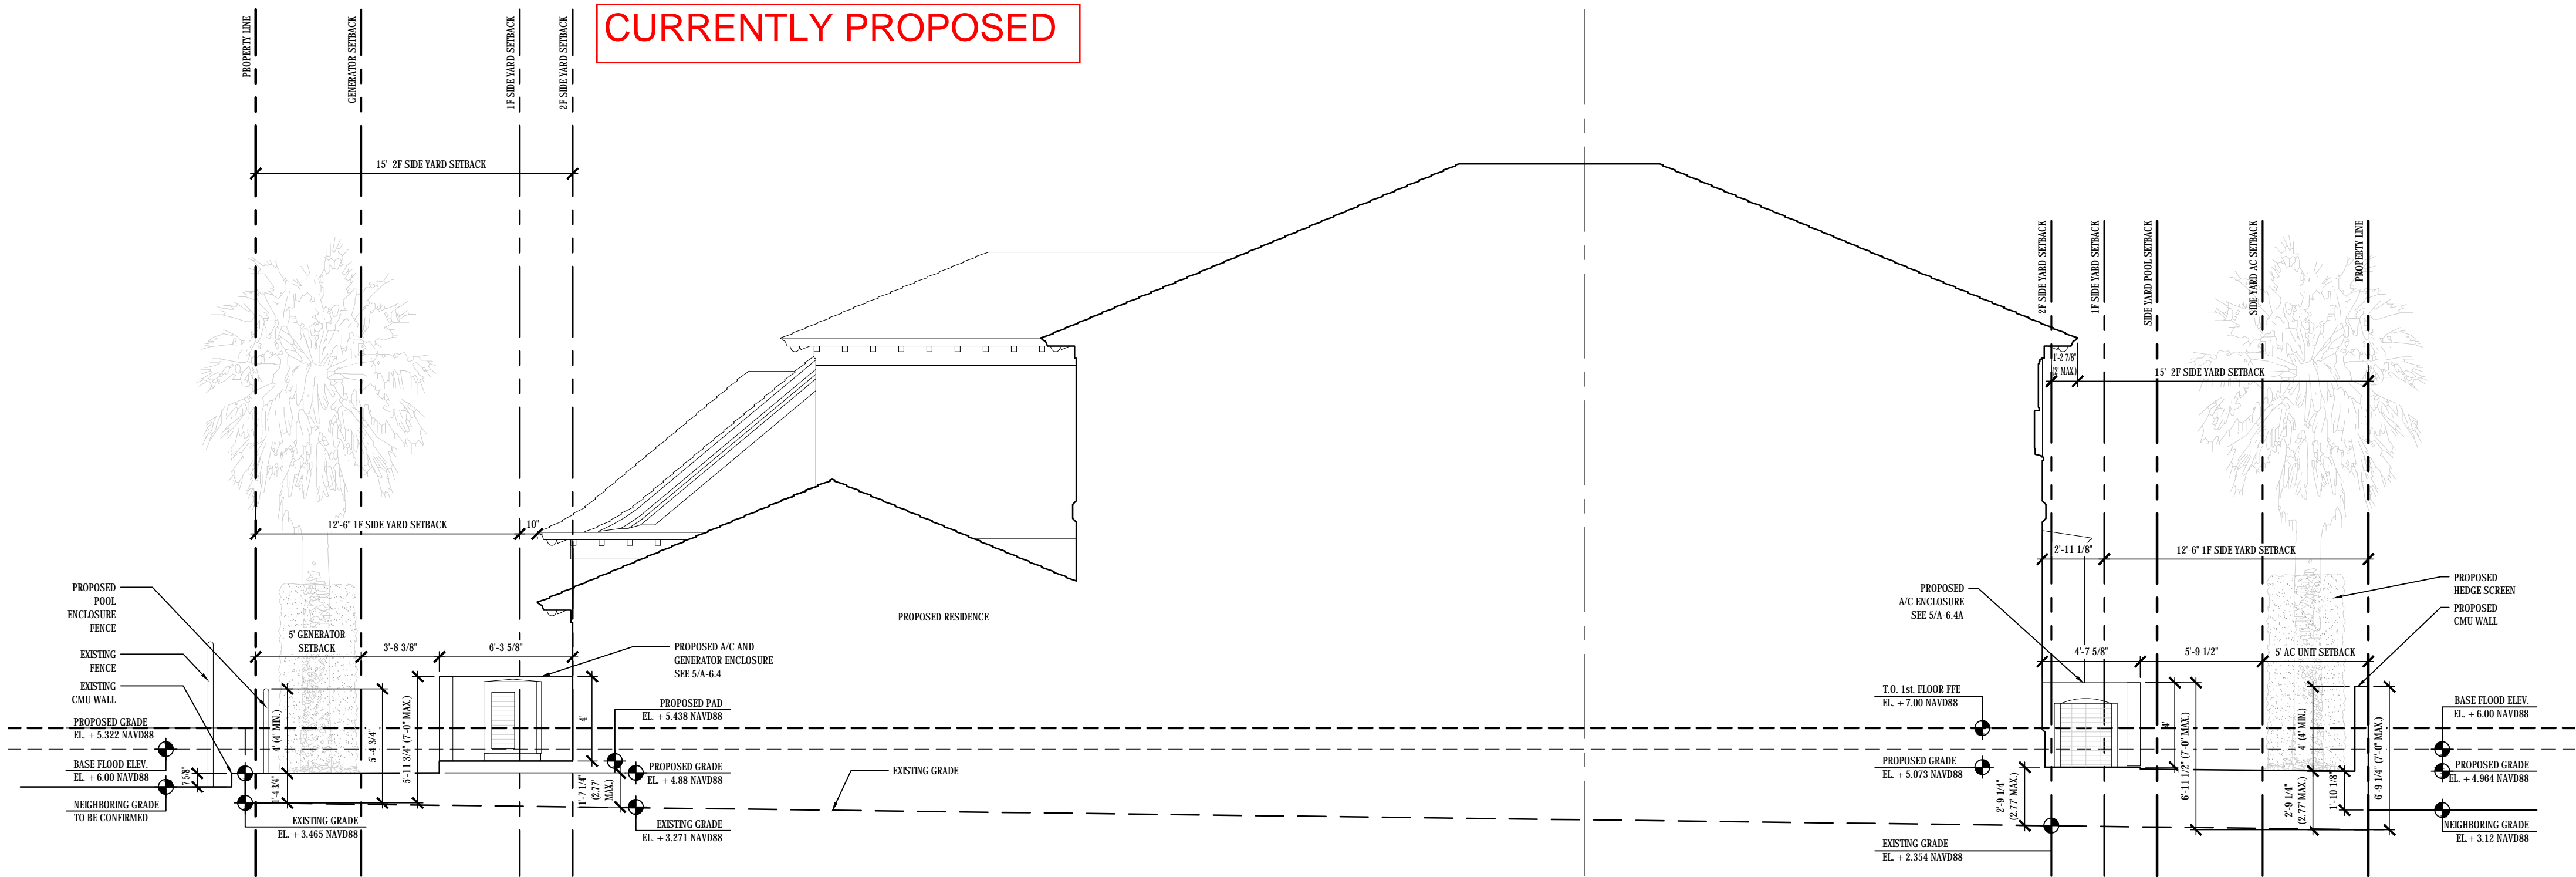 CURRENTLY PROPOSED
PROPERTY LINE
GENERATOR SETBACK
1F SIDE YARD SETBACK
2F SIDE YARD SETBACK
15' 2F SIDE YARD SETBACK
12'-6" 1F SIDE YARD SETBACK
10"
PROPOSED
POOL
ENCLOSURE
FENCE
EXISTING
FENCE
EXISTING
CMU WALL
PROPOSED GRADE
EL. +5.322 NAVD88
BASE FLOOD ELEV.
EL. +6.00 NAVD88
NEIGHBORING GRADE
TO BE CONFIRMED
7 5/8"
5' GENERATOR
SETBACK
3'-8 3/8"
6'-3 5/8"
4' (4' MIN.)
1'-4 3/4"
5'-4 3/4"
5'-11 3/4" (7'-0" MAX.)
4'
1'-7 1/4"
(2.77'
MAX.)
EXISTING GRADE
EL. +3.465 NAVD88
PROPOSED A/C AND
GENERATOR ENCLOSURE
SEE 5/A-6.4
PROPOSED PAD
EL. +5.438 NAVD88
PROPOSED GRADE
EL. +4.88 NAVD88
EXISTING GRADE
EL. +3.271 NAVD88
PROPOSED RESIDENCE
EXISTING GRADE
2F SIDE YARD SETBACK
1F SIDE YARD SETBACK
SIDE YARD POOL SETBACK
SIDE YARD AC SETBACK
PROPERTY LINE
1'-2 7/8"
(2' MAX.)
15' 2F SIDE YARD SETBACK
2'-11 1/8"
12'-6" 1F SIDE YARD SETBACK
PROPOSED
A/C ENCLOSURE
SEE 5/A-6.4A
4'-7 5/8"
5'-9 1/2"
5' AC UNIT SETBACK
T.O. 1st. FLOOR FFE
EL. +7.00 NAVD88
PROPOSED GRADE
EL. +5.073 NAVD88
2'-9 1/4"
(2.77' MAX.)
EXISTING GRADE
EL. +2.354 NAVD88
4'
6'-11 1/2" (7'-0" MAX.)
4' (4' MIN.)
2'-9 1/4"
(2.77' MAX.)
1'-10 1/8"
6'-9 1/4" (7'-0" MAX.)
PROPOSED
HEDGE SCREEN
PROPOSED
CMU WALL
BASE FLOOD ELEV.
EL. +6.00 NAVD88
PROPOSED GRADE
EL. +4.964 NAVD88
NEIGHBORING GRADE
EL.+3.12 NAVD88